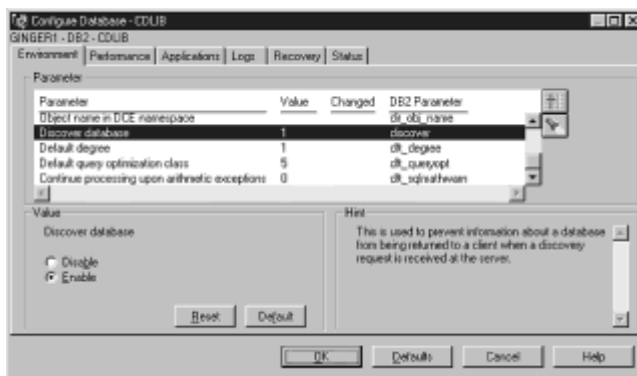 Configure Database - CDLIB
GINGER1 - DB2 - CDLIB
Environment Performance Applications Logs Recovery Status
Parameter
Parameter Value Changed DB2 Parameter
Object name in DCE namespace dir_obj_name
Discover database 1 discover
Default degree 1 dft_degree
Default query optimization class 5 dft_queryopt
Continue processing upon arithmetic exceptions 0 dft_sqlmathwarn
Value
Discover database
Disable
Enable
Reset Default
Hint
This is used to prevent information about a database
from being returned to a client when a discovery
request is received at the server.
OK Defaults Cancel Help